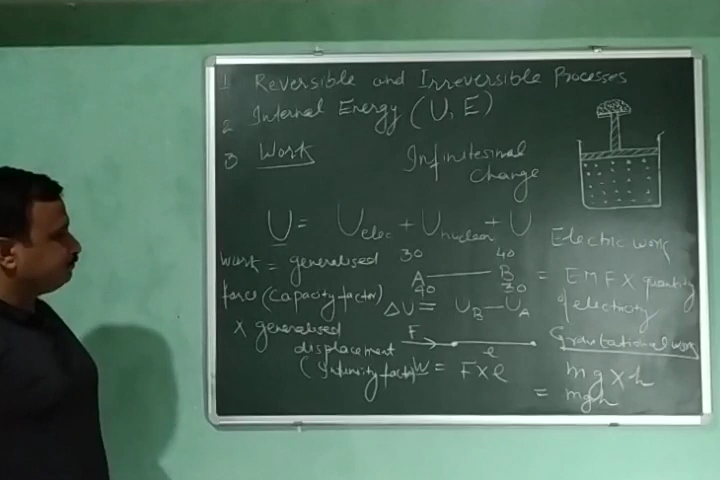 1 Reversible and Irreversible Processes
2 Internal Energy (U, E)
3 Work
Infinitesimal
Change
U = Uelec + Unuclear + U
Work = generalised
force (Capacity factor)
X generalised
displacement
(Intensity factor)
30 40
A B
40 30
ΔU = UB - UA
F
l
W = F X l
Electric work
= EMF X quantity
of electricity
Gravitational work
mg X h
= mgh